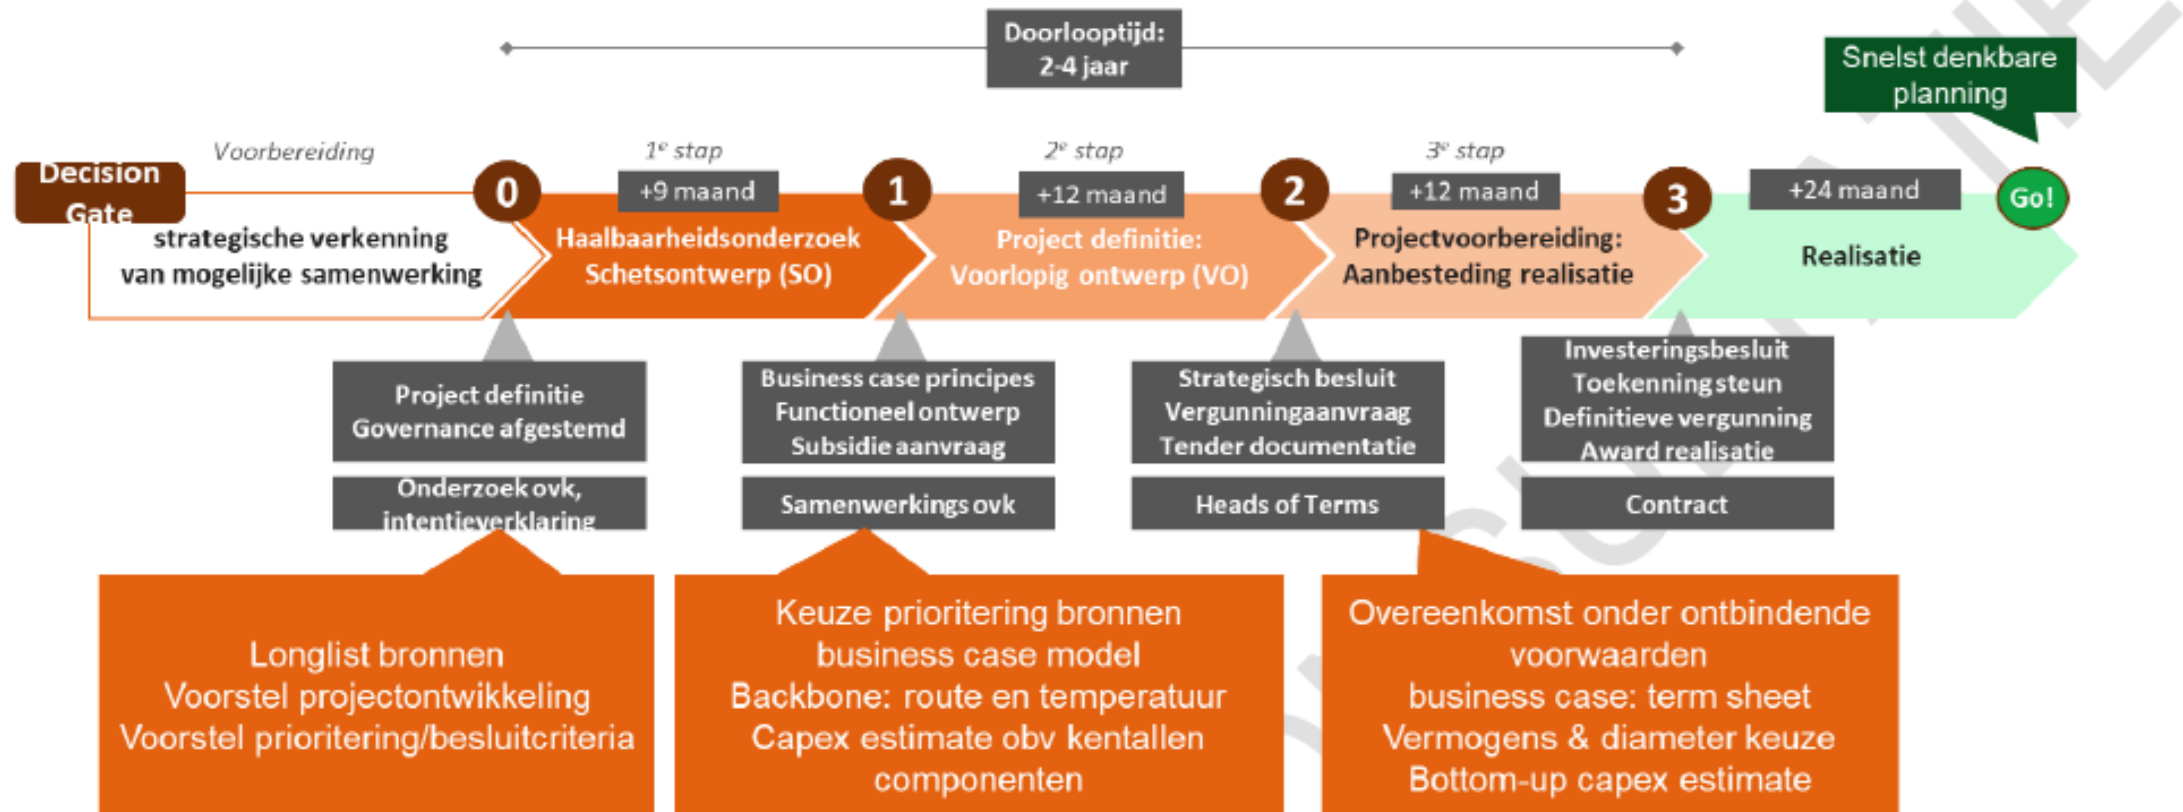 Doorlooptijd:
2-4 jaar
Snelst denkbare
planning
Voorbereiding
1e stap
2e stap
3e stap
Decision
Gate
0
+9 maand
1
+12 maand
2
+12 maand
3
+24 maand
Go!
strategische verkenning
van mogelijke samenwerking
Haalbaarheidsonderzoek
Schetsontwerp (SO)
Project definitie:
Voorlopig ontwerp (VO)
Projectvoorbereiding:
Aanbesteding realisatie
Realisatie
Project definitie
Governance afgestemd
Onderzoek ovk,
intentieverklaring
Business case principes
Functioneel ontwerp
Subsidie aanvraag
Samenwerkings ovk
Strategisch besluit
Vergunningaanvraag
Tender documentatie
Heads of Terms
Investeringsbesluit
Toekenning steun
Definitieve vergunning
Award realisatie
Contract
Longlist bronnen
Voorstel projectontwikkeling
Voorstel prioritering/besluitcriteria
Keuze prioritering bronnen
business case model
Backbone: route en temperatuur
Capex estimate obv kentallen
componenten
Overeenkomst onder ontbindende
voorwaarden
business case: term sheet
Vermogens & diameter keuze
Bottom-up capex estimate